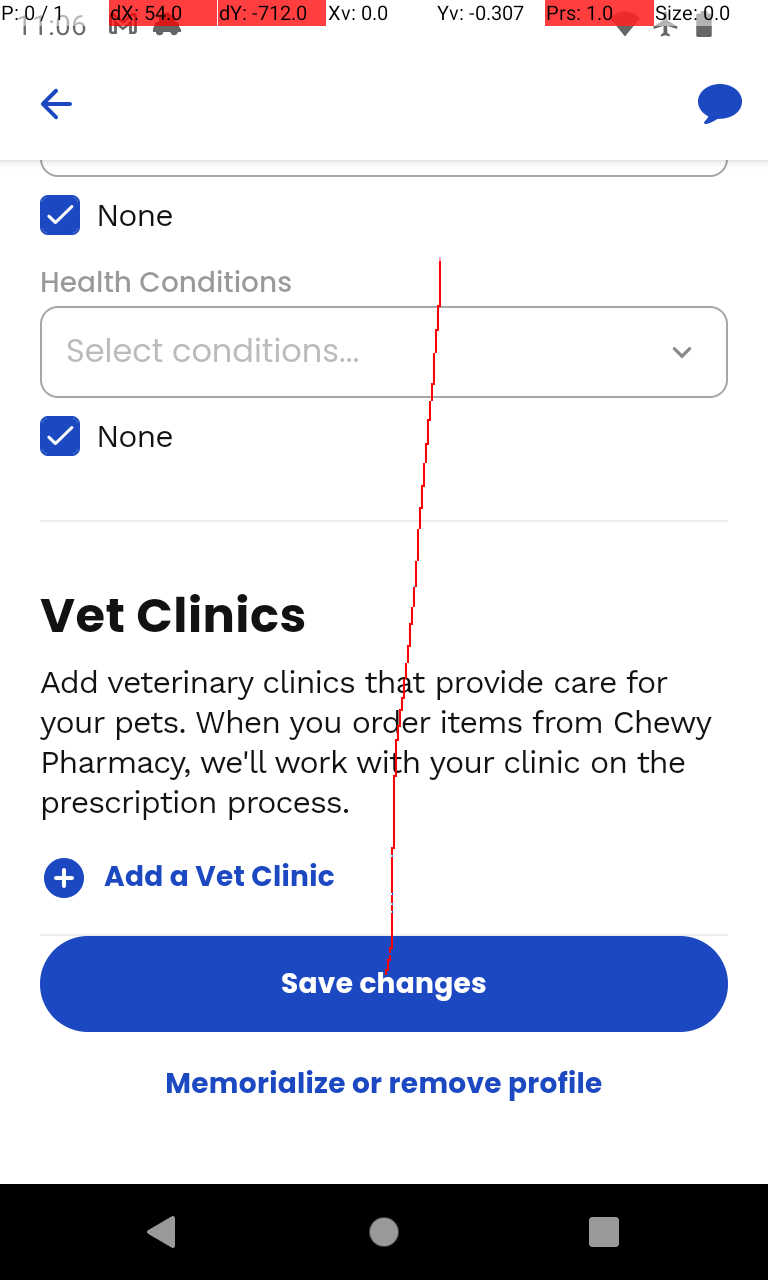 P: 0 / 1 dX: 54.0 dY: -712.0 Xv: 0.0 Yv: -0.307 Prs: 1.0 Size: 0.0
11:06
None
Health Conditions
Select conditions...
None
Vet Clinics
Add veterinary clinics that provide care for
your pets. When you order items from Chewy
Pharmacy, we'll work with your clinic on the
prescription process.
Add a Vet Clinic
Save changes
Memorialize or remove profile